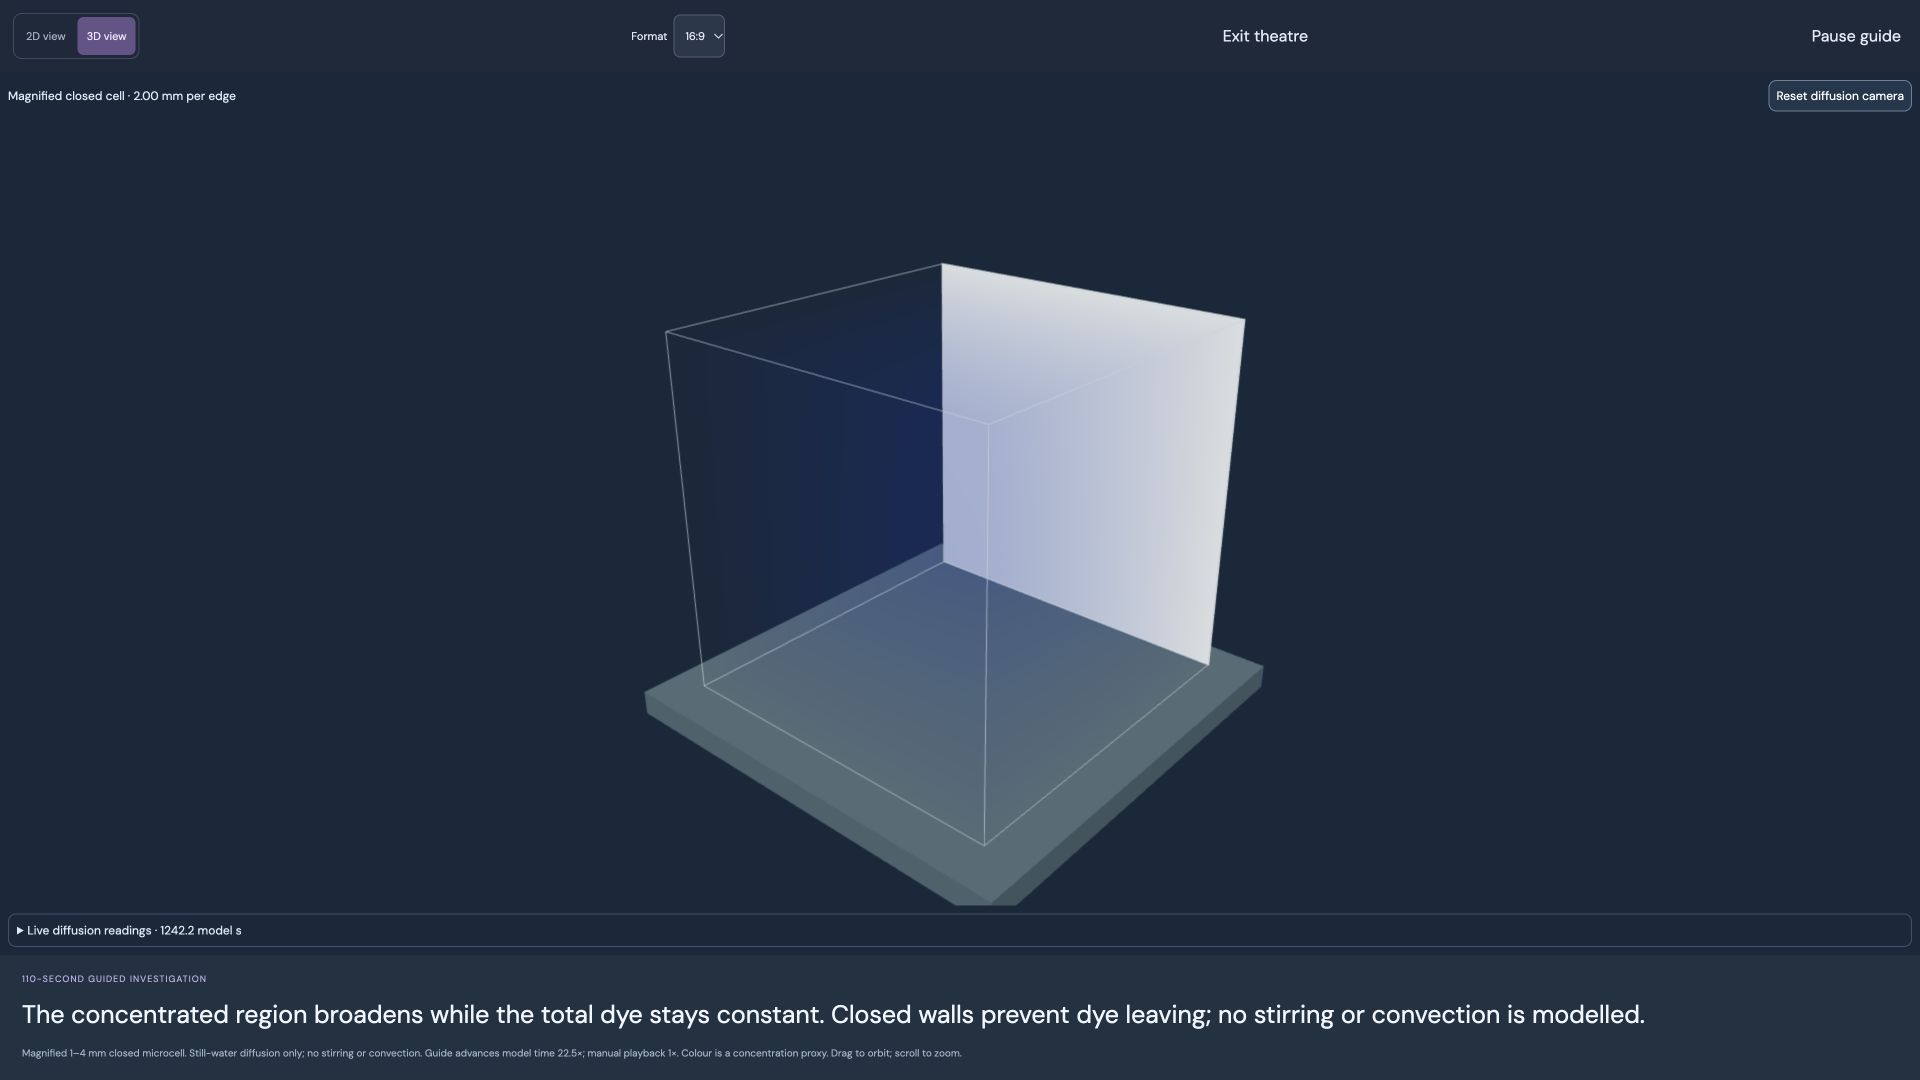 2D view
3D view
Format
16:9
Exit theatre
Pause guide
Magnified closed cell · 2.00 mm per edge
Reset diffusion camera
Live diffusion readings · 1242.2 model s
110-SECOND GUIDED INVESTIGATION
The concentrated region broadens while the total dye stays constant. Closed walls prevent dye leaving; no stirring or convection is modelled.
Magnified 1–4 mm closed microcell. Still-water diffusion only; no stirring or convection. Guide advances model time 22.5×; manual playback 1×. Colour is a concentration proxy. Drag to orbit; scroll to zoom.